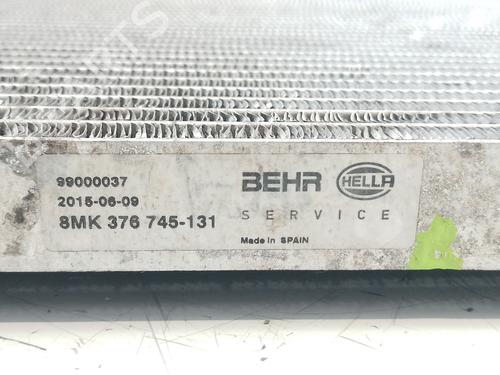 99000037
2015-06-09
8MK 376 745-131
BEHR HELLA
SERVICE
Made in SPAIN